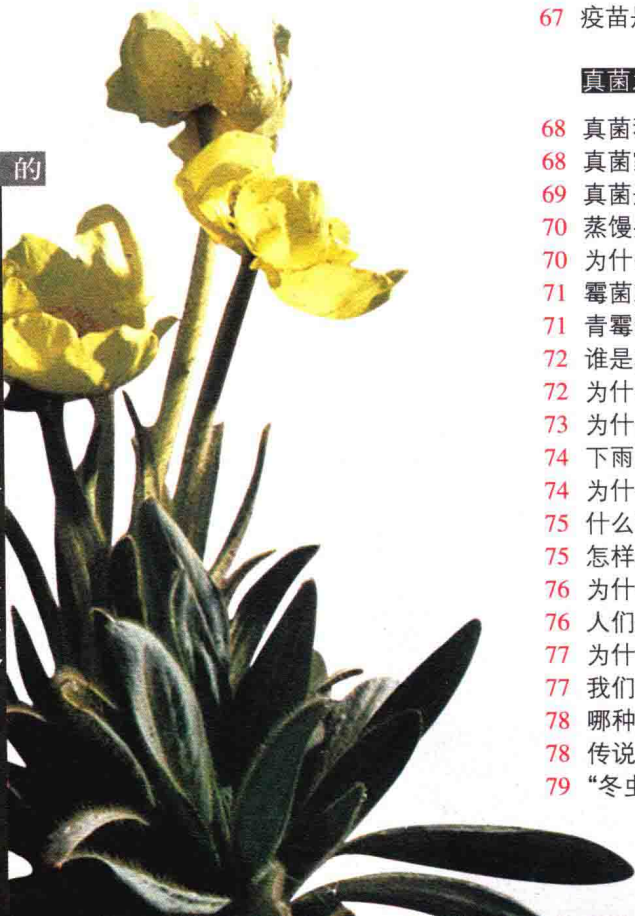 67 疫苗
真菌
68 真菌
68 真菌
69 真菌
70 蒸馒
70 为什
71 霉菌
71 青霉
72 谁是
72 为什
73 为什
74 下雨
74 为什
75 什么
75 怎样
76 为什
76 人们
77 为什
77 我们
78 哪种
78 传说
79 “冬虫
的